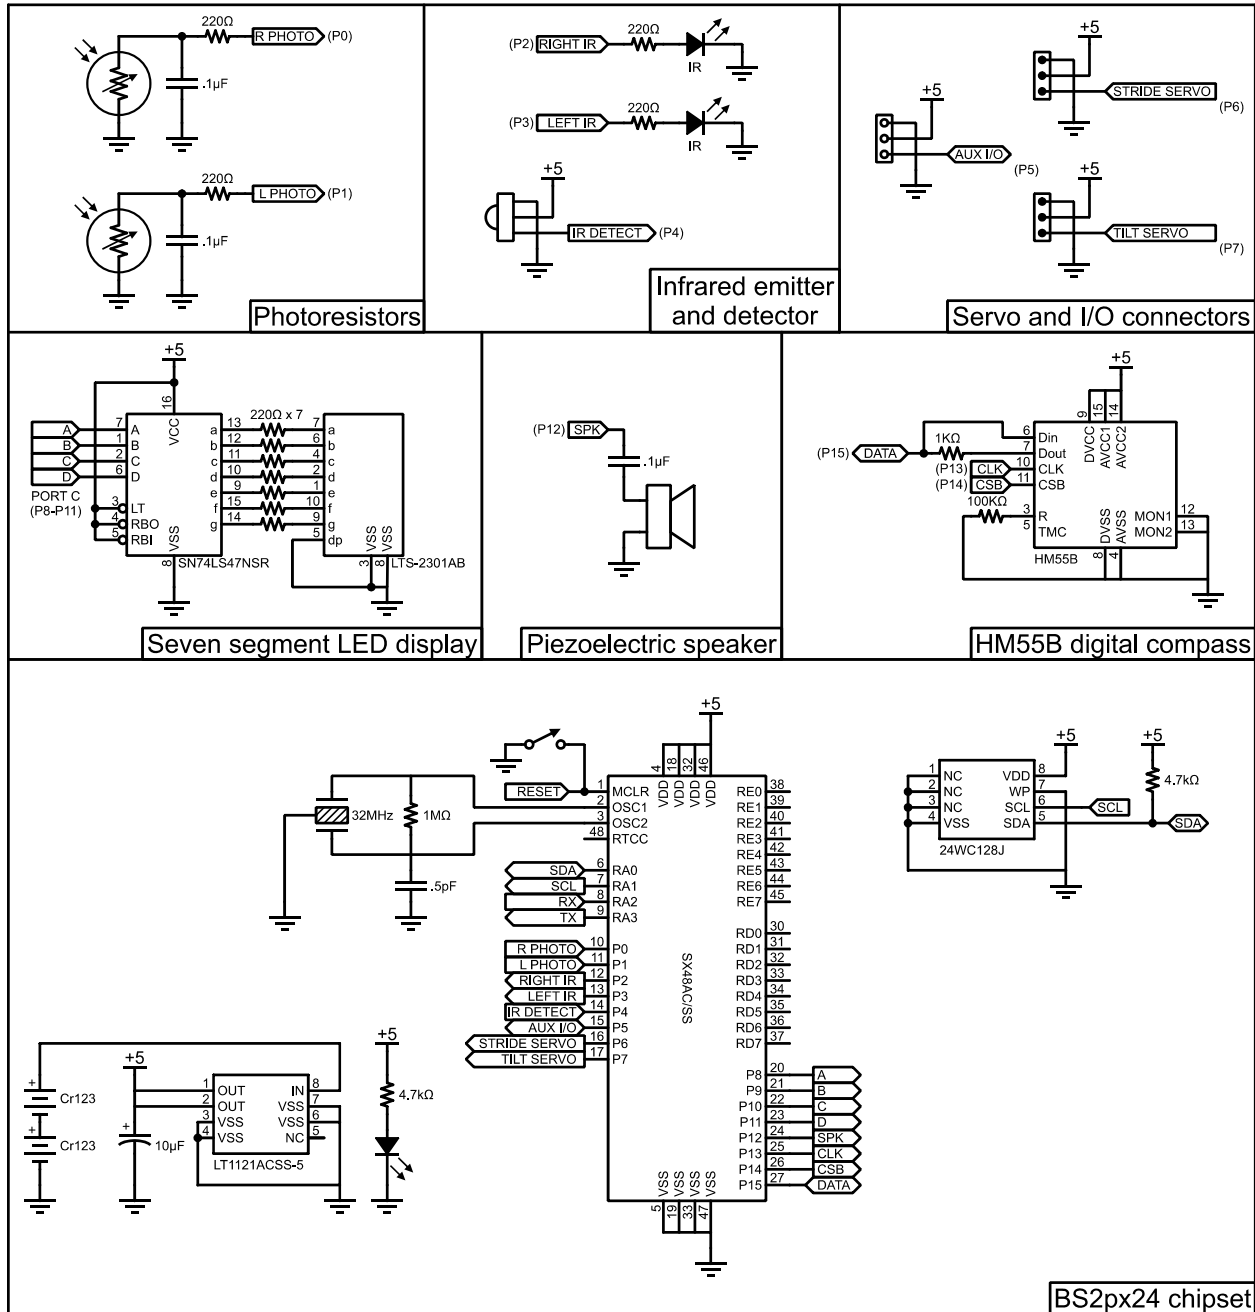 220Ω
R PHOTO (P0)
.1µF
220Ω
L PHOTO (P1)
.1µF
Photoresistors
220Ω
(P2) RIGHT IR
IR
220Ω
(P3) LEFT IR
IR
+5
IR DETECT (P4)
Infrared emitter
and detector
+5
STRIDE SERVO
(P6)
+5
AUX I/O
(P5)
+5
TILT SERVO
(P7)
Servo and I/O connectors
+5
16
VCC
220Ω x 7
A 7 A a 13 7 a
B 1 B b 12 6 b
C 2 C c 11 4 c
D 6 D d 10 2 d
PORT C
(P8-P11)
e 9 1 e
3 LT f 15 10 f
4 RBO g 14 9 g
5 RBI 5 dp
VSS VSS VSS
8 SN74LS47NSR 3 8 LTS-2301AB
Seven segment LED display
(P12) SPK
.1µF
Piezoelectric speaker
+5
9 15 14
DVCC AVCC1 AVCC2
(P15) DATA
1KΩ
6 Din
7 Dout
(P13) CLK 10 CLK
(P14) CSB 11 CSB
100KΩ
3 R MON1 12
5 TMC MON2 13
DVSS AVSS
8 4
HM55B
HM55B digital compass
+5
4 18 32 46
VDD VDD VDD VDD
RESET 1 MCLR
2 OSC1
3 OSC2
48 RTCC
32MHz
1MΩ
.5pF
SDA 6 RA0
SCL 7 RA1
RX 8 RA2
TX 9 RA3
R PHOTO 10 P0
L PHOTO 11 P1
RIGHT IR 12 P2
LEFT IR 13 P3
IR DETECT 14 P4
AUX I/O 15 P5
STRIDE SERVO 16 P6
TILT SERVO 17 P7
SX48AC/SS
RE0 38
RE1 39
RE2 40
RE3 41
RE4 42
RE5 43
RE6 44
RE7 45
RD0 30
RD1 31
RD2 32
RD3 33
RD4 34
RD5 35
RD6 36
RD7 37
P8 20 A
P9 21 B
P10 22 C
P11 23 D
P12 24 SPK
P13 25 CLK
P14 26 CSB
P15 27 DATA
VSS VSS VSS VSS
5 19 33 47
+5
+5
1 NC VDD 8
2 NC WP 7
3 NC SCL 6 SCL
4 VSS SDA 5 SDA
4.7kΩ
24WC128J
+
Cr123
+
Cr123
+5
+
10µF
1 OUT IN 8
2 OUT VSS 7
3 VSS VSS 6
4 VSS NC 5
LT1121ACSS-5
+5
4.7kΩ
BS2px24 chipset